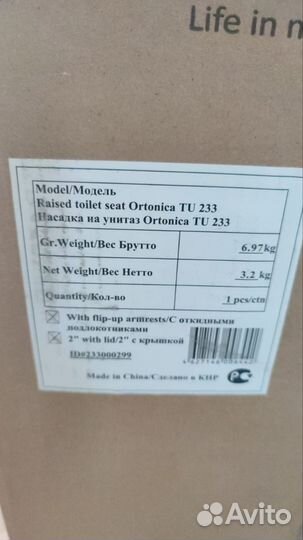 Life in m
Model/Модель
Raised toilet seat Ortonica TU 233
Насадка на унитаз Ortonica TU 233
Gr.Weight/Вес Брутто 6.97kg
Net Weight/Вес Нетто 3.2 kg
Quantity/Кол-во 1 pcs/ctn
With flip-up armrests/С откидными
подлокотниками
2" with lid/2" с крышкой
ID#233000299
Made in China/Сделано в КНР
Avito